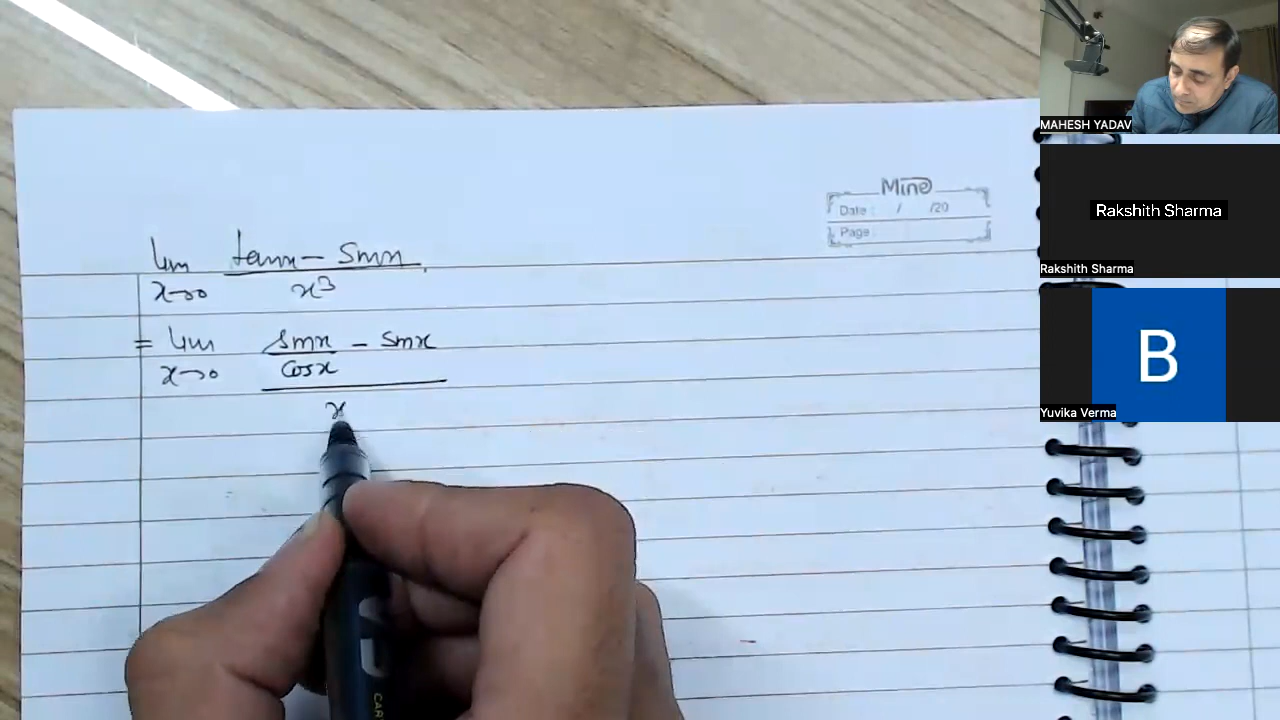 Mine
Date : / /20
Page :
lim tanx - sinx
x→0 x³
= lim sinx - sinx
x→0 cosx
x
MAHESH YADAV
Rakshith Sharma
Rakshith Sharma
B
Yuvika Verma
CAR